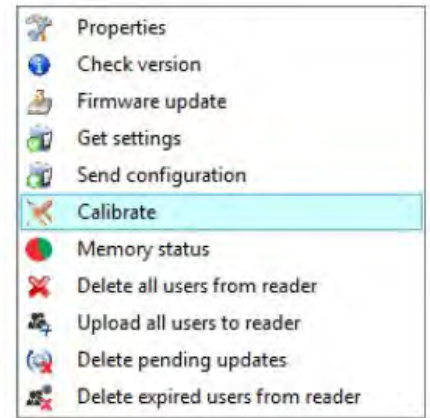 Properties
Check version
Firmware update
Get settings
Send configuration
Calibrate
Memory status
Delete all users from reader
Upload all users to reader
Delete pending updates
Delete expired users from reader